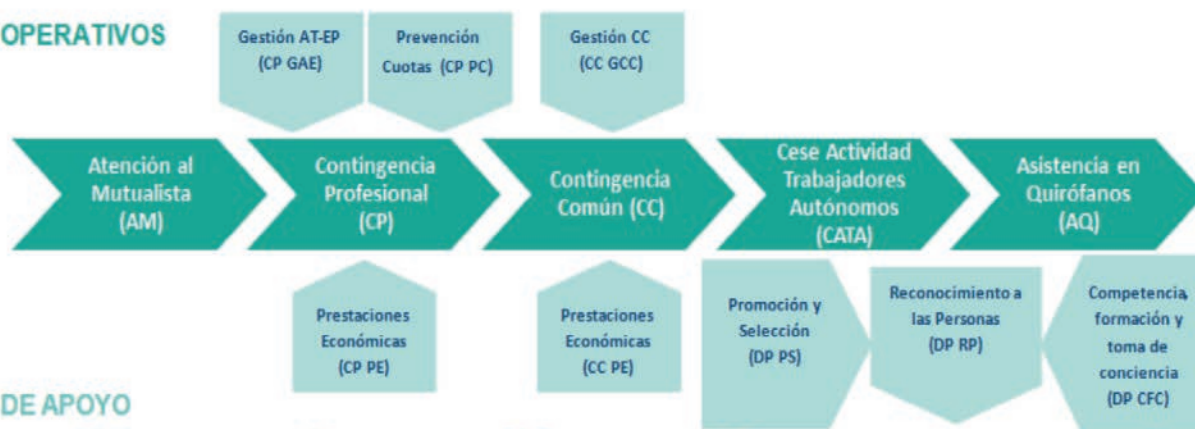 OPERATIVOS
Gestión AT-EP
(CP GAE)
Prevención
Cuotas (CP PC)
Gestión CC
(CC GCC)
Atención al
Mutualista
(AM)
Contingencia
Profesional
(CP)
Contingencia
Común (CC)
Cese Actividad
Trabajadores
Autónomos
(CATA)
Asistencia en
Quirófanos
(AQ)
Prestaciones
Económicas
(CP PE)
Prestaciones
Económicas
(CC PE)
Promoción y
Selección
(DP PS)
Reconocimiento a
las Personas
(DP RP)
Competencia,
formación y
toma de
conciencia
(DP CFC)
DE APOYO